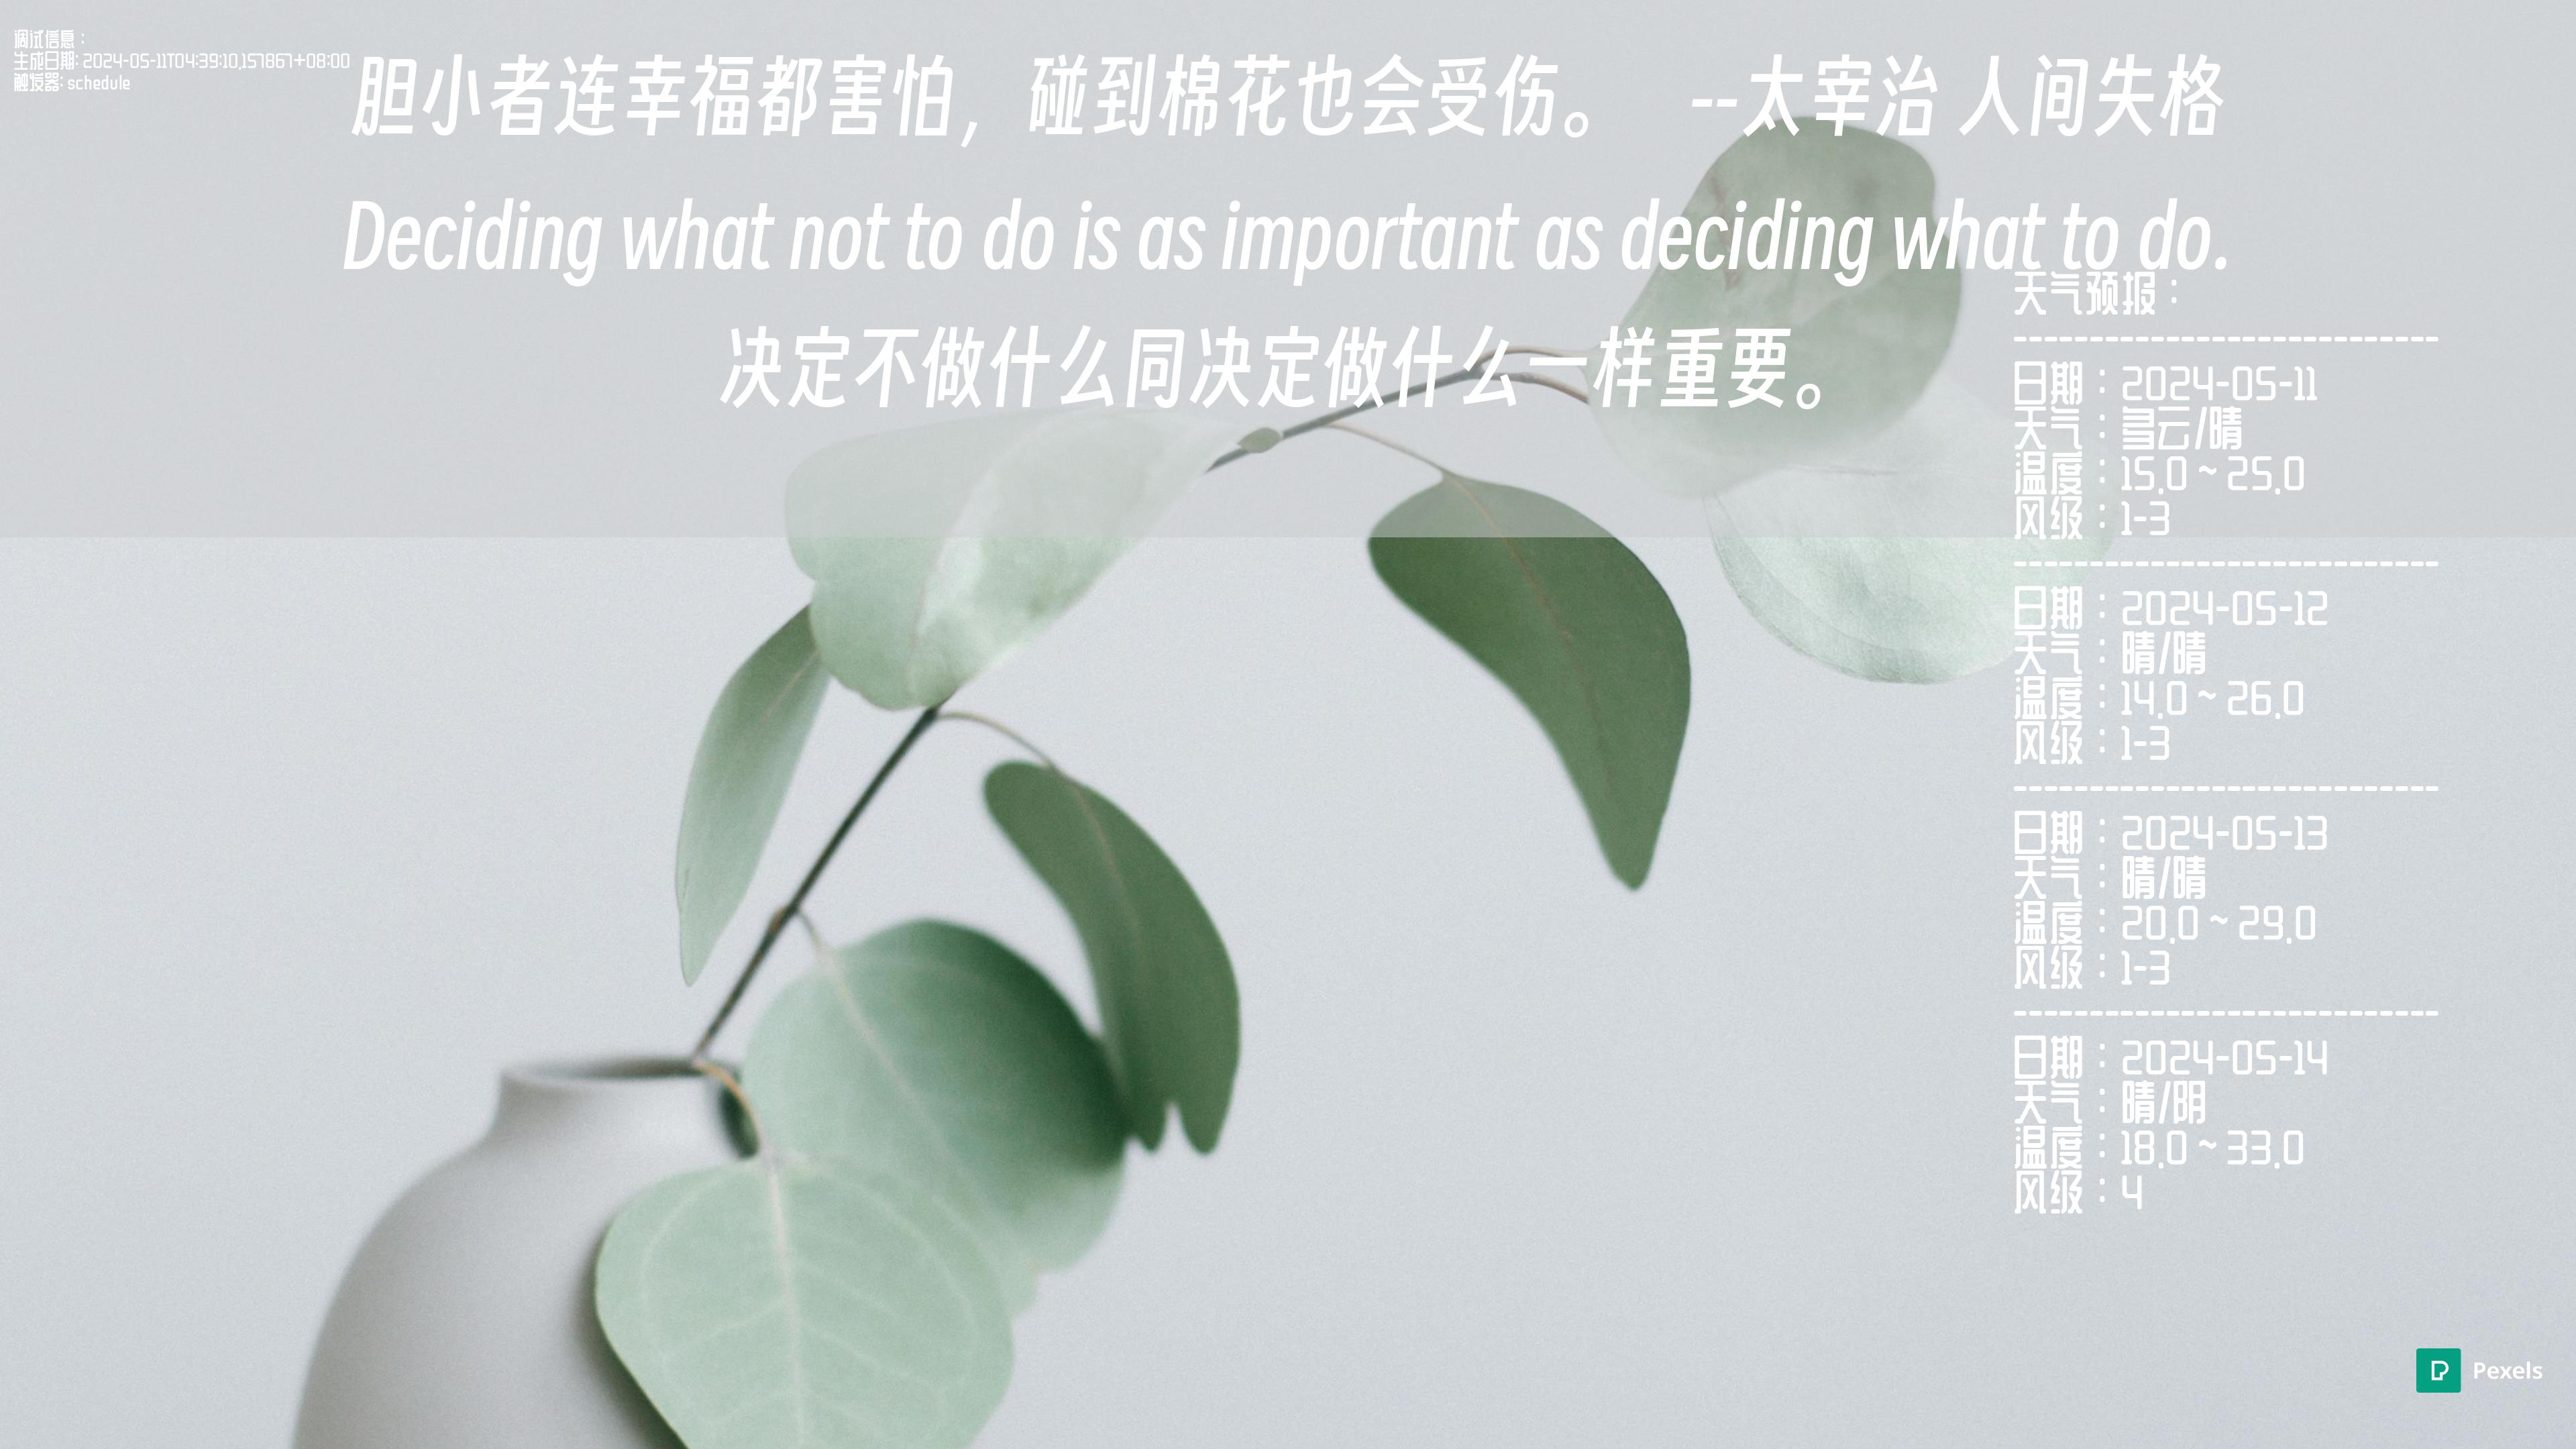 调试信息：
生成日期: 2024-05-11T04:39:10.157867+08:00
触发器: schedule
胆小者连幸福都害怕，碰到棉花也会受伤。 --太宰治 人间失格
Deciding what not to do is as important as deciding what to do.
决定不做什么同决定做什么一样重要。
天气预报：
----------------------------
日期：2024-05-11
天气：多云/晴
温度：15.0 ~ 25.0
风级：1-3
----------------------------
日期：2024-05-12
天气：晴/晴
温度：14.0 ~ 26.0
风级：1-3
----------------------------
日期：2024-05-13
天气：晴/晴
温度：20.0 ~ 29.0
风级：1-3
----------------------------
日期：2024-05-14
天气：晴/阴
温度：18.0 ~ 33.0
风级：4
Pexels